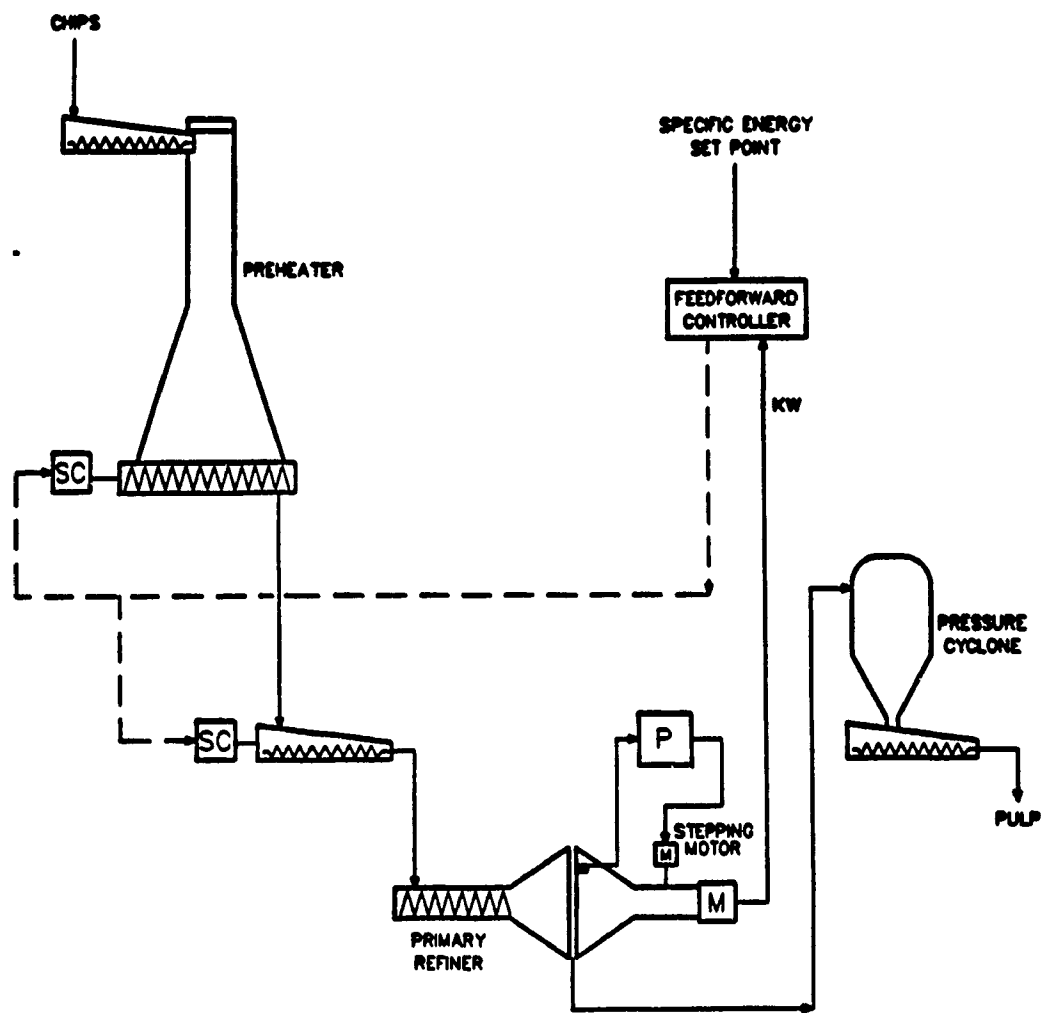 CHIPS
SPECIFIC ENERGY
SET POINT
PREHEATER
FEEDFORWARD
CONTROLLER
KW
SC
PRESSURE
CYCLONE
SC
P
STEPPING
MOTOR
M
M
PULP
PRIMARY
REFINER